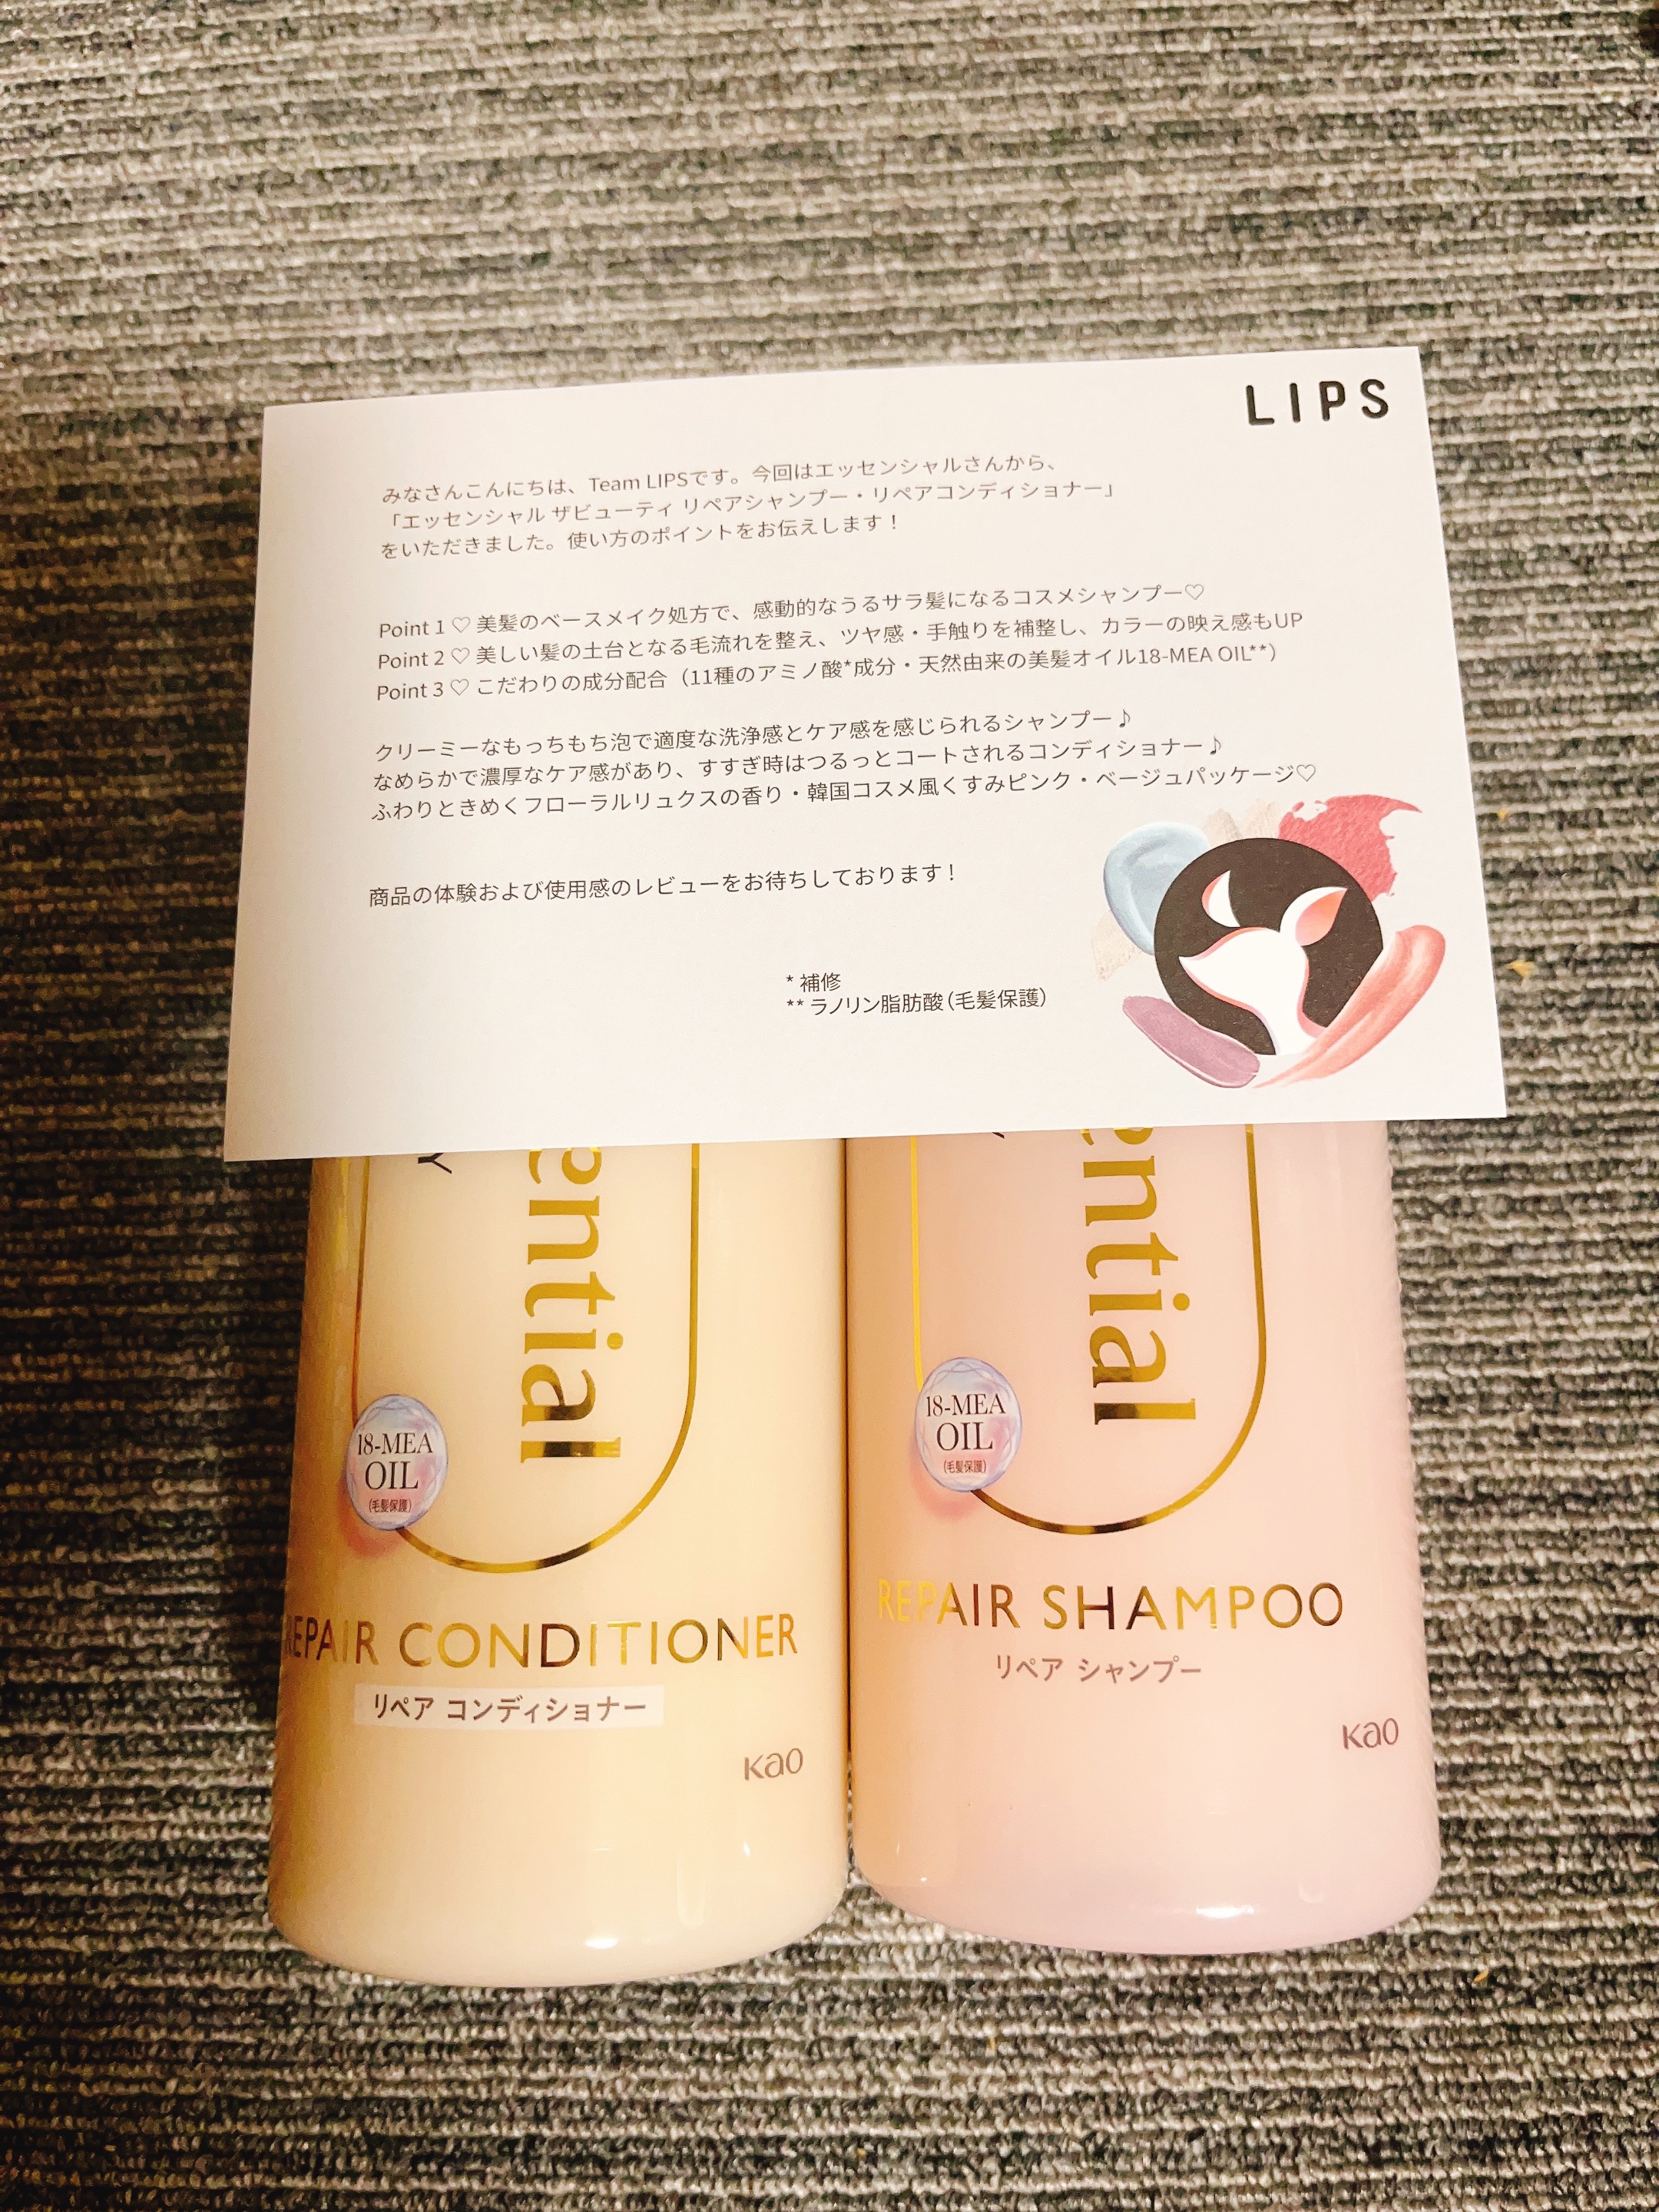 LIPS
みなさんこんにちは、Team LIPSです。今回はエッセンシャルさんから、
「エッセンシャル ザビューティ リペアシャンプー・リペアコンディショナー」
をいただきました。使い方のポイントをお伝えします！
Point 1 ♡ 美髪のベースメイク処方で、感動的なうるサラ髪になるコスメシャンプー♡
Point 2 ♡ 美しい髪の土台となる毛流れを整え、ツヤ感・手触りを補整し、カラーの映え感もUP
Point 3 ♡ こだわりの成分配合（11種のアミノ酸*成分・天然由来の美髪オイル18-MEA OIL**）
クリーミーなもっちもち泡で適度な洗浄感とケア感を感じられるシャンプー♪
なめらかで濃厚なケア感があり、すすぎ時はつるっとコートされるコンディショナー♪
ふわりときめくフローラルリュクスの香り・韓国コスメ風くすみピンク・ベージュパッケージ♡
商品の体験および使用感のレビューをお待ちしております！
* 補修
** ラノリン脂肪酸（毛髪保護）
Y
ential
18-MEA
OIL
(毛髪保護)
REPAIR CONDITIONER
リペア コンディショナー
Kao
ential
18-MEA
OIL
(毛髪保護)
REPAIR SHAMPOO
リペア シャンプー
Kao